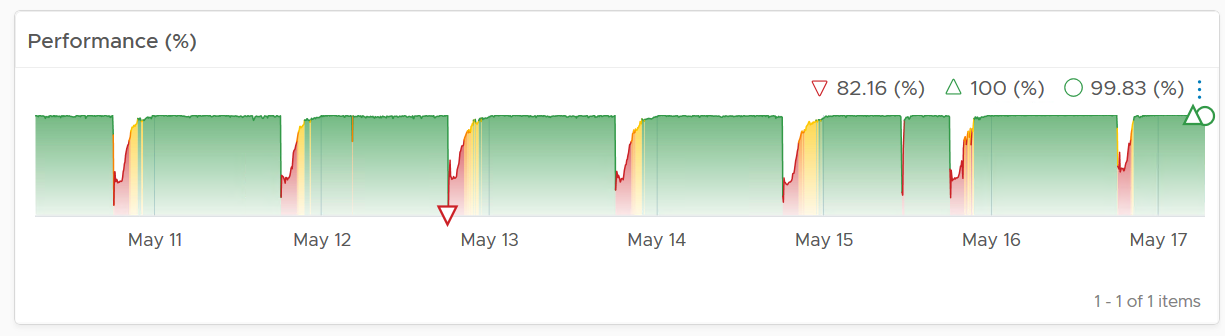 Performance (%)
82.16 (%) 100 (%) 99.83 (%)
May 11 May 12 May 13 May 14 May 15 May 16 May 17
1 - 1 of 1 items